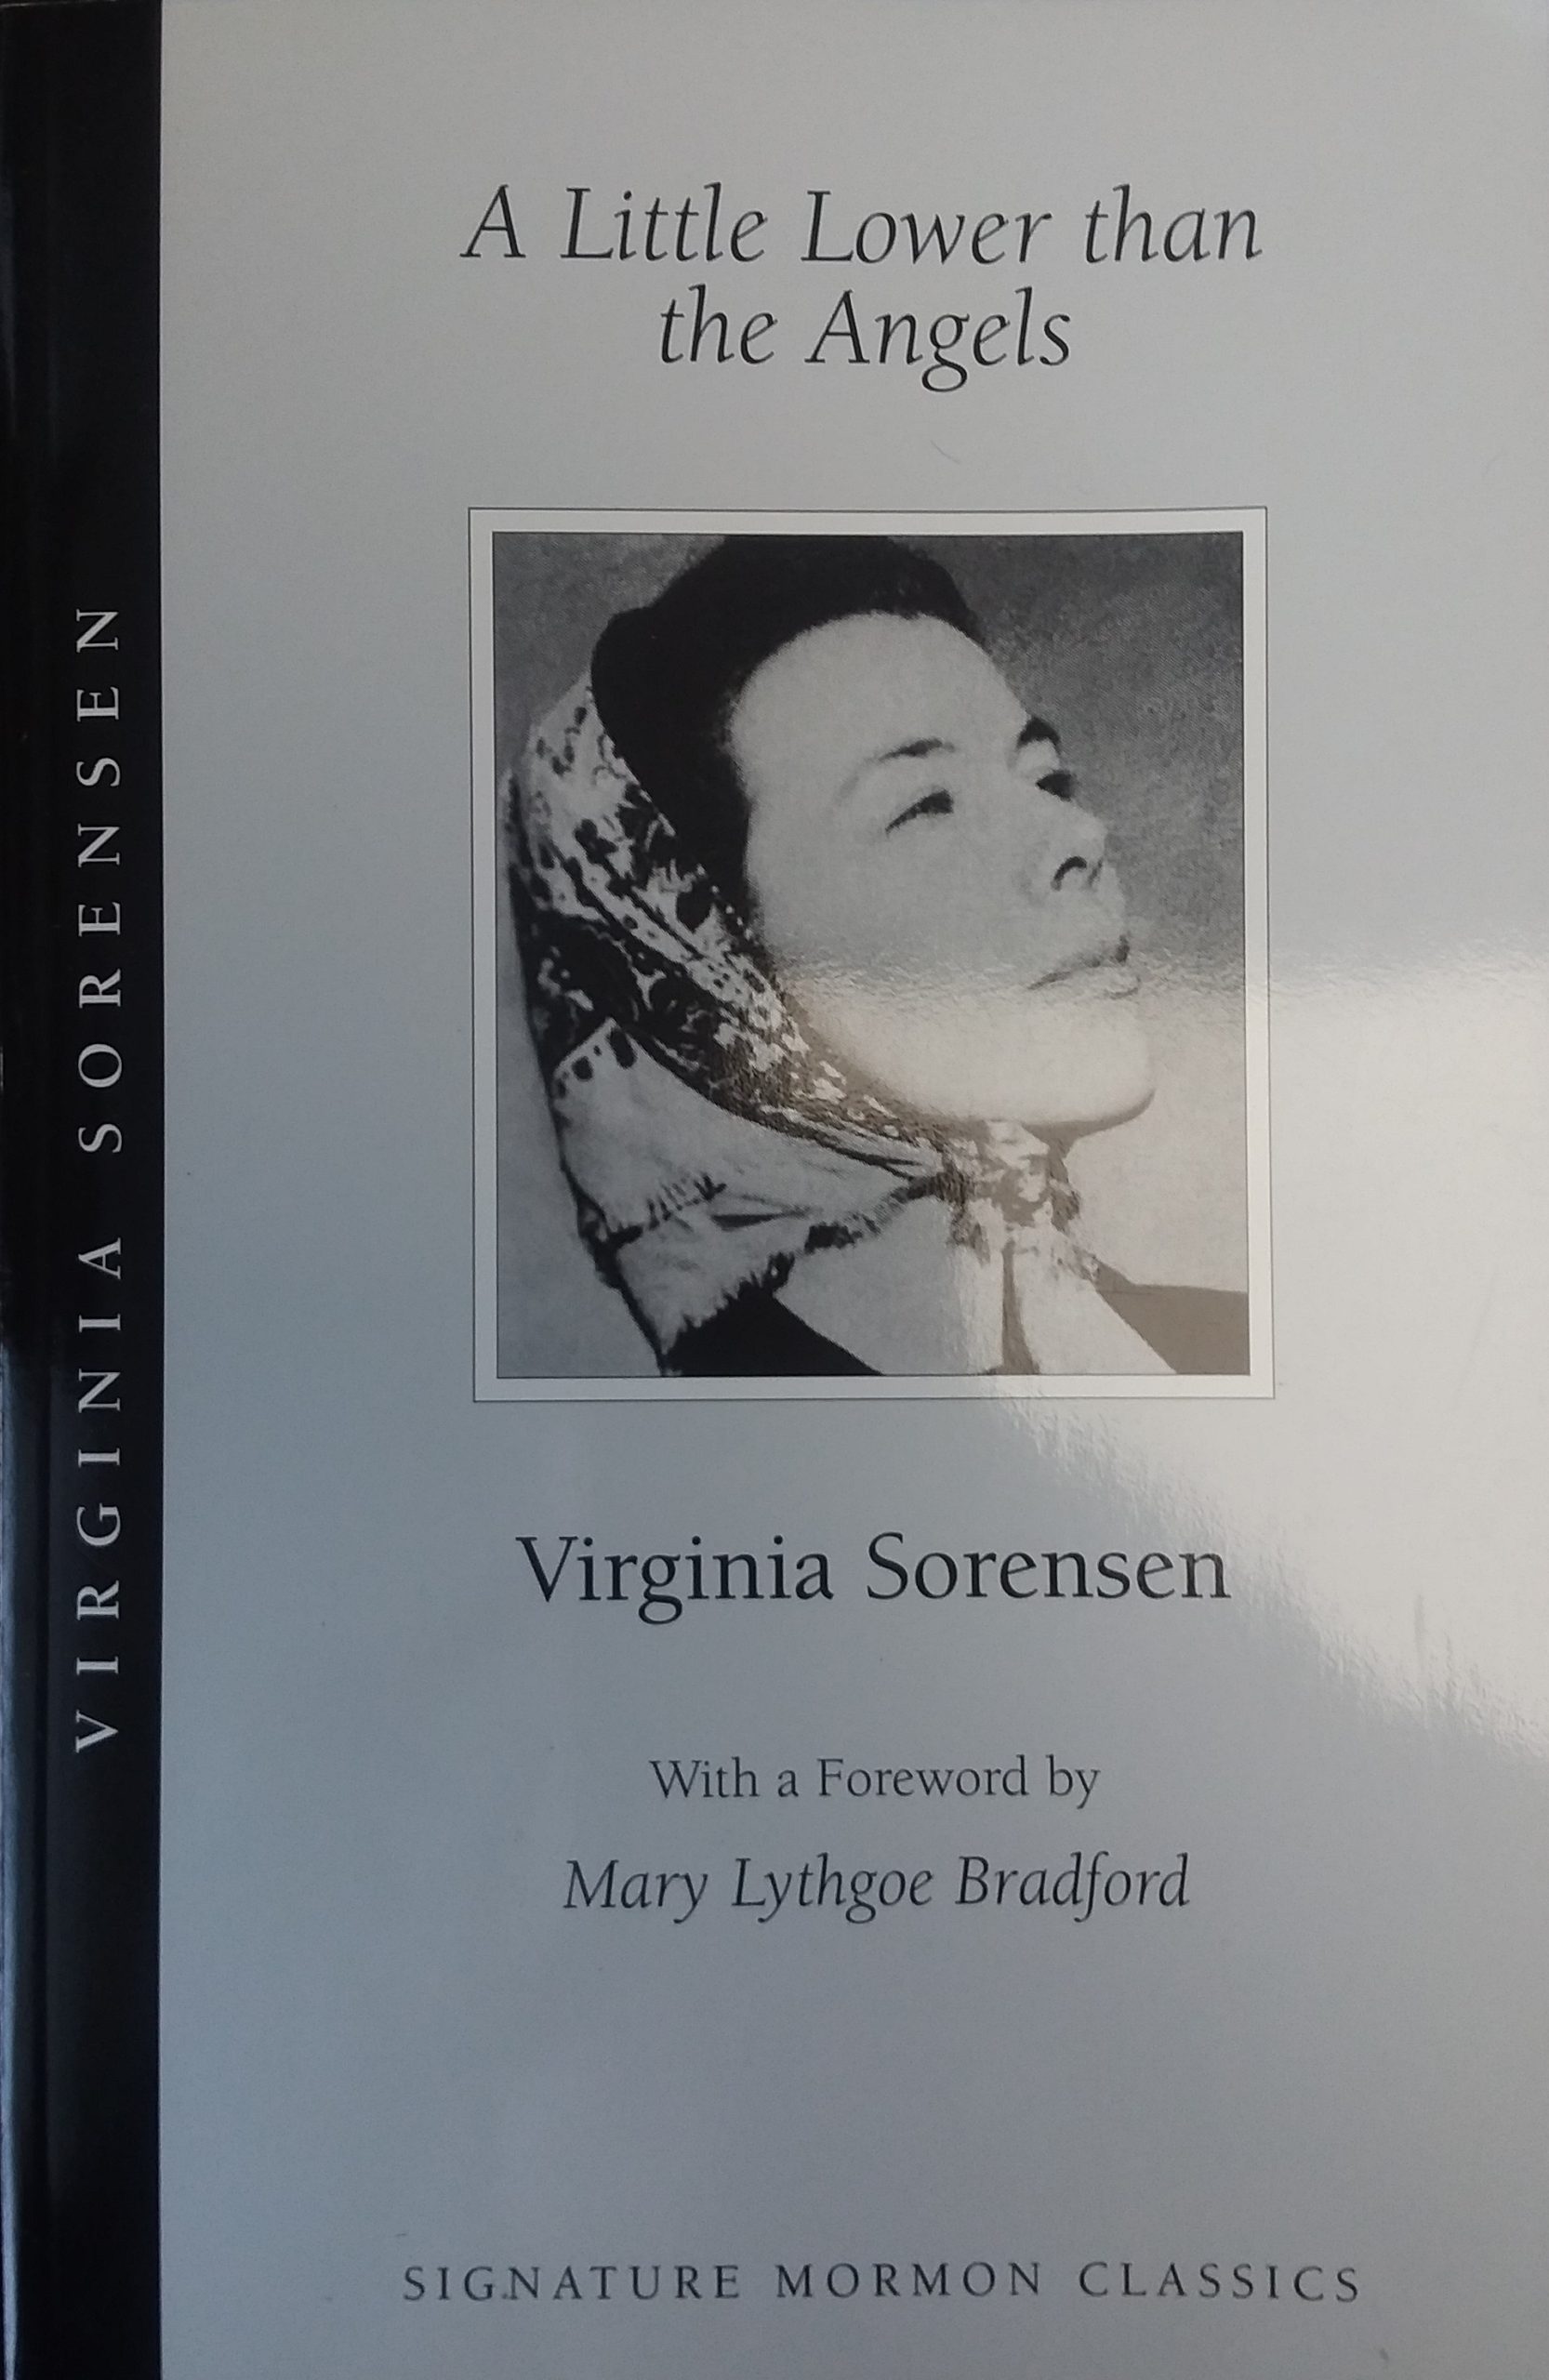 VIRGINIA SORENSEN
A Little Lower than
the Angels
Virginia Sorensen
With a Foreword by
Mary Lythgoe Bradford
SIGNATURE MORMON CLASSICS